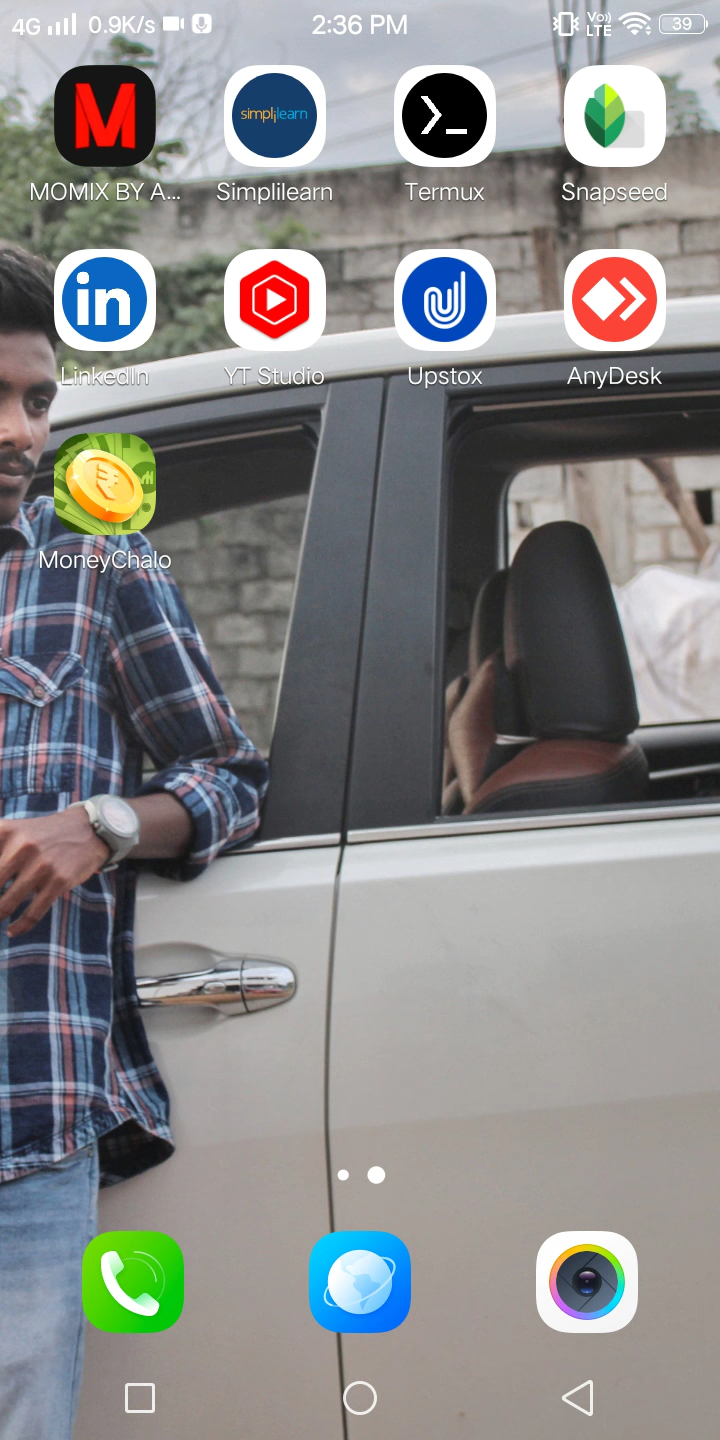 4G 0.9K/s 2:36 PM Vo)) LTE 39
M simplilearn
MOMIX BY A... Simplilearn Termux Snapseed
in
LinkedIn YT Studio Upstox AnyDesk
MoneyChalo